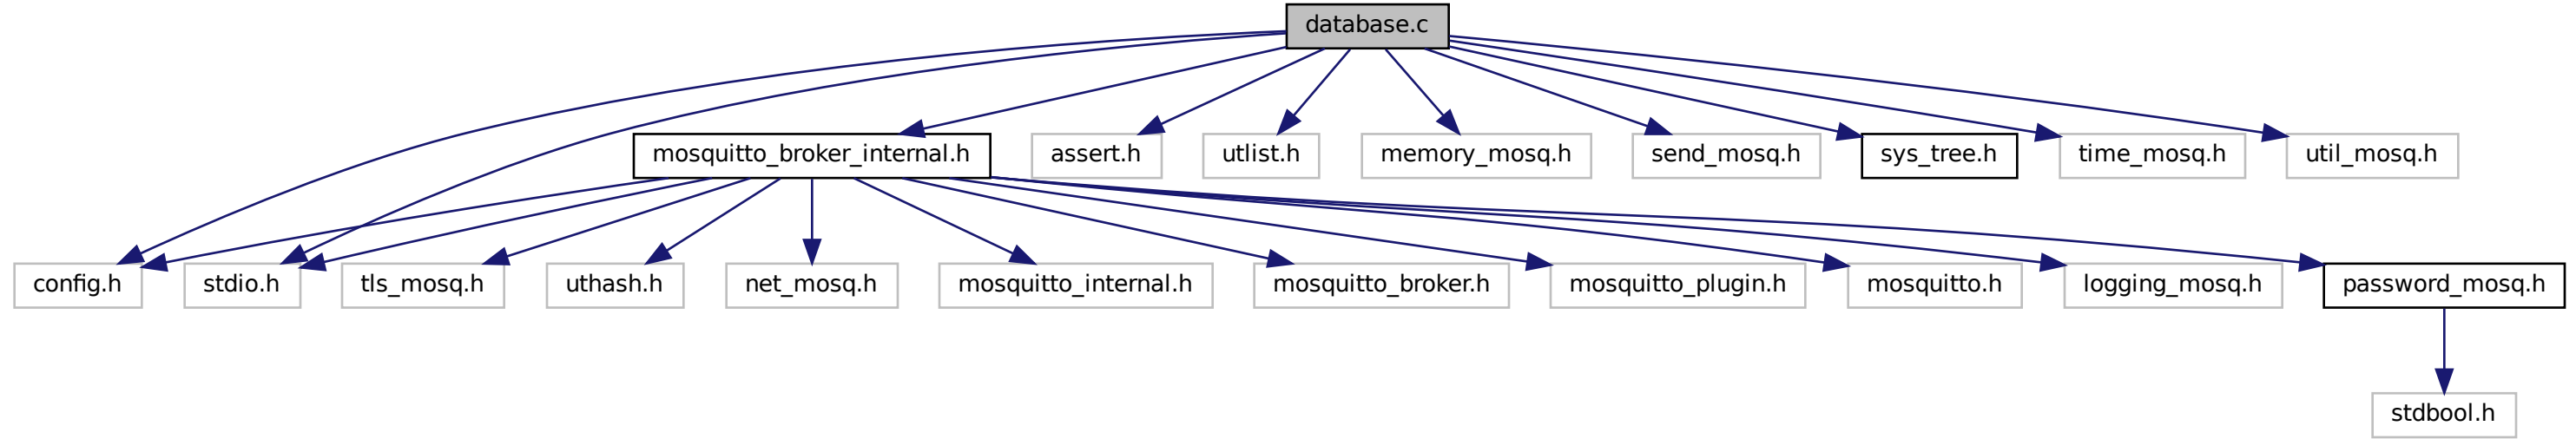 database.c
mosquitto_broker_internal.h
assert.h
utlist.h
memory_mosq.h
send_mosq.h
sys_tree.h
time_mosq.h
util_mosq.h
config.h
stdio.h
tls_mosq.h
uthash.h
net_mosq.h
mosquitto_internal.h
mosquitto_broker.h
mosquitto_plugin.h
mosquitto.h
logging_mosq.h
password_mosq.h
stdbool.h